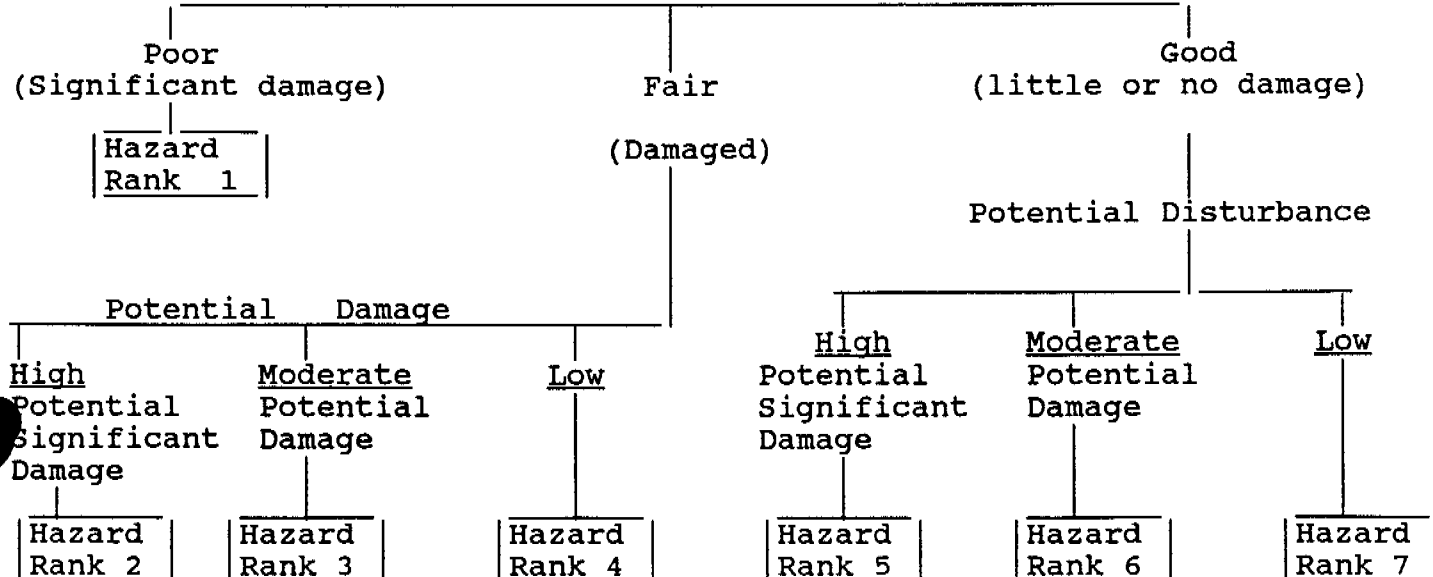 Poor
(Significant damage)
Hazard
Rank 1
Fair
(Damaged)
Good
(little or no damage)
Potential Disturbance
Potential Damage
High
Potential
Significant
Damage
Hazard
Rank 2
Moderate
Potential
Damage
Hazard
Rank 3
Low
Hazard
Rank 4
High
Potential
Significant
Damage
Hazard
Rank 5
Moderate
Potential
Damage
Hazard
Rank 6
Low
Hazard
Rank 7